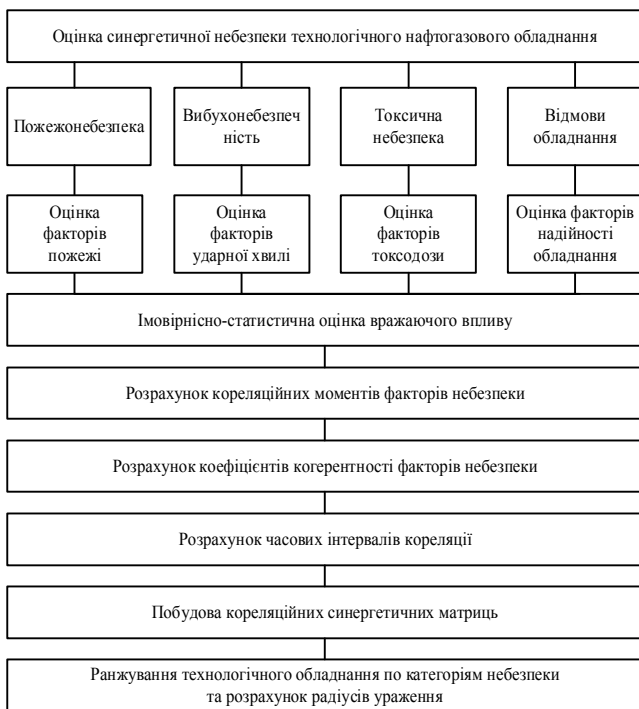 Оцінка синергетичної небезпеки технологічного нафтогазового обладнання
Пожежонебезпека
Вибухонебезпеч
ність
Токсична
небезпека
Відмови
обладнання
Оцінка
факторів
пожежі
Оцінка
факторів
ударної хвилі
Оцінка
факторів
токсодози
Оцінка факторів
надійності
обладнання
Імовірнісно-статистична оцінка вражаючого впливу
Розрахунок кореляційних моментів факторів небезпеки
Розрахунок коефіцієнтів когерентності факторів небезпеки
Розрахунок часових інтервалів кореляції
Побудова кореляційних синергетичних матриць
Ранжування технологічного обладнання по категоріям небезпеки
та розрахунок радіусів ураження